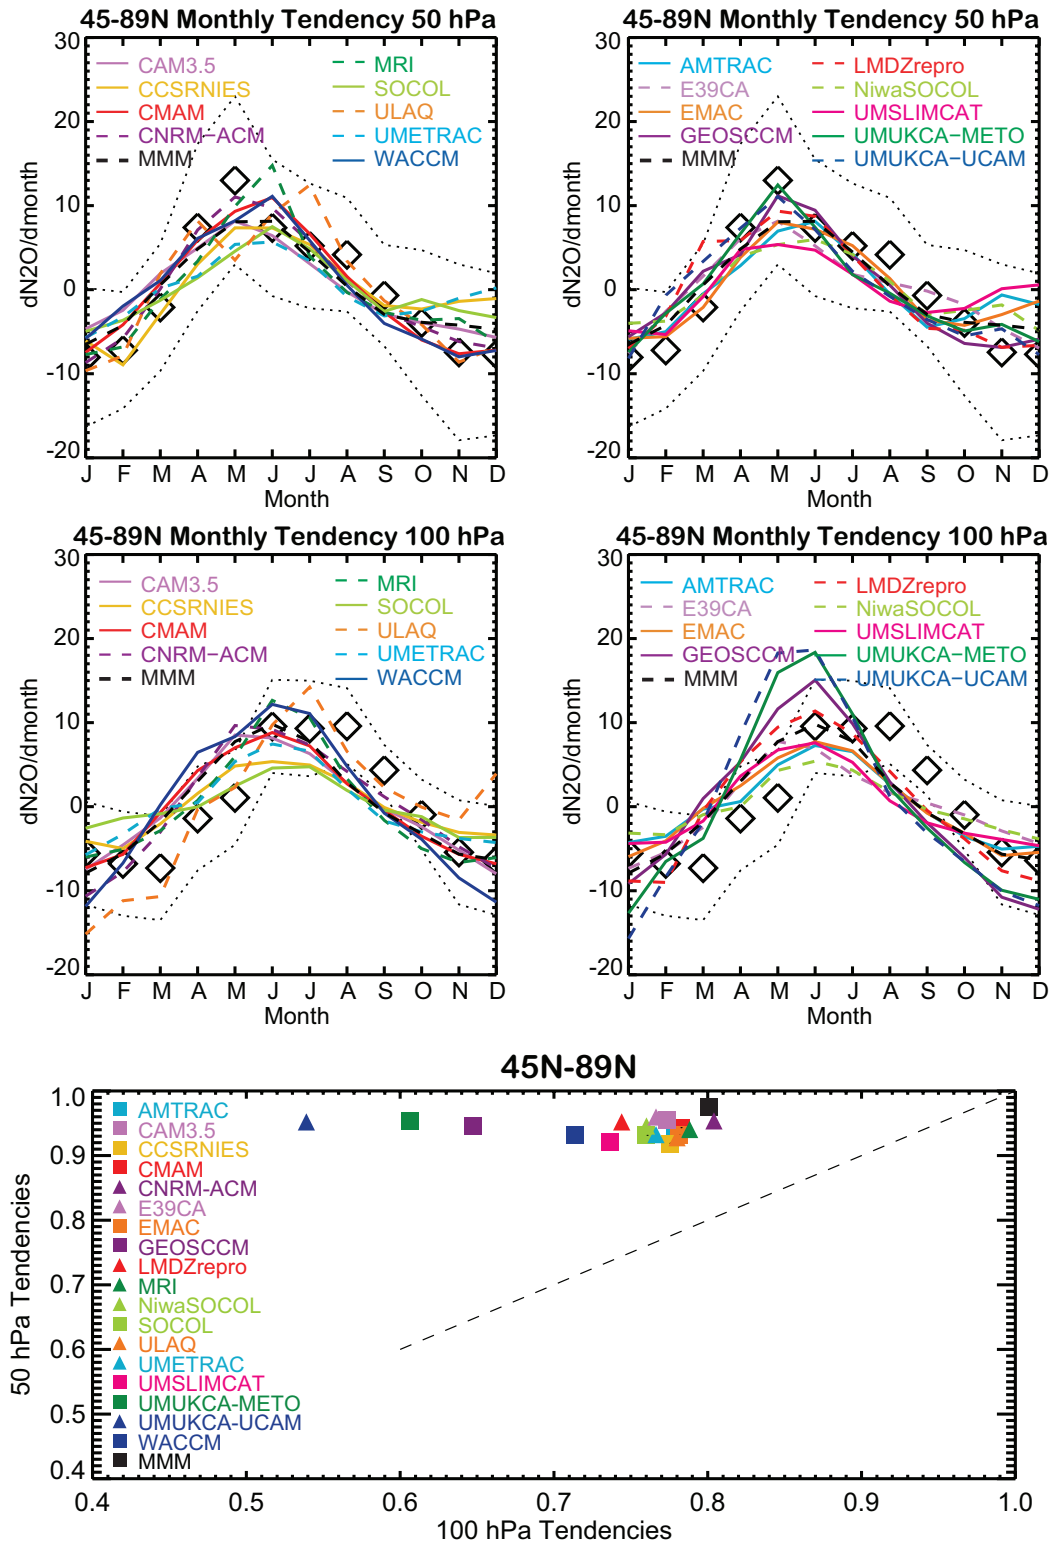 45-89N Monthly Tendency 50 hPa
30
20
10
0
-10
-20
dN2O/dmonth
CAM3.5
CCSRNIES
CMAM
CNRM-ACM
MMM
MRI
SOCOL
ULAQ
UMETRAC
WACCM
J F M A M J J A S O N D
Month
45-89N Monthly Tendency 50 hPa
30
20
10
0
-10
-20
dN2O/dmonth
AMTRAC
E39CA
EMAC
GEOSCCM
MMM
LMDZrepro
NiwaSOCOL
UMSLIMCAT
UMUKCA-METO
UMUKCA-UCAM
J F M A M J J A S O N D
Month
45-89N Monthly Tendency 100 hPa
30
20
10
0
-10
-20
dN2O/dmonth
CAM3.5
CCSRNIES
CMAM
CNRM-ACM
MMM
MRI
SOCOL
ULAQ
UMETRAC
WACCM
J F M A M J J A S O N D
Month
45-89N Monthly Tendency 100 hPa
30
20
10
0
-10
-20
dN2O/dmonth
AMTRAC
E39CA
EMAC
GEOSCCM
MMM
LMDZrepro
NiwaSOCOL
UMSLIMCAT
UMUKCA-METO
UMUKCA-UCAM
J F M A M J J A S O N D
Month
45N-89N
1.0
0.9
0.8
0.7
0.6
0.5
0.4
50 hPa Tendencies
AMTRAC
CAM3.5
CCSRNIES
CMAM
CNRM-ACM
E39CA
EMAC
GEOSCCM
LMDZrepro
MRI
NiwaSOCOL
SOCOL
ULAQ
UMETRAC
UMSLIMCAT
UMUKCA-METO
UMUKCA-UCAM
WACCM
MMM
0.4 0.5 0.6 0.7 0.8 0.9 1.0
100 hPa Tendencies